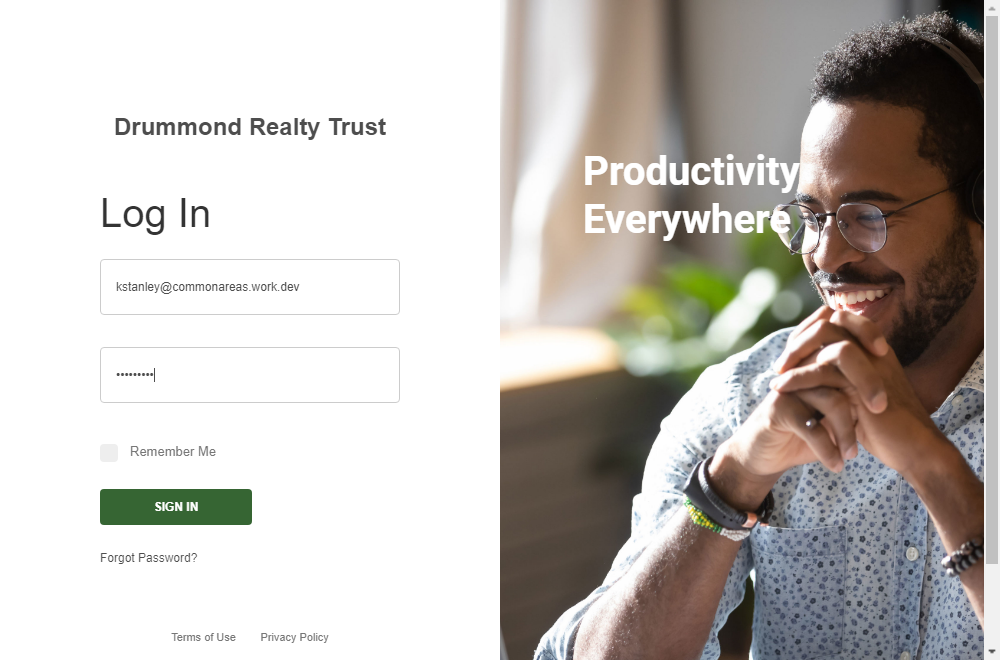 Drummond Realty Trust
Log In
kstanley@commonareas.work.dev
•••••••••
Remember Me
SIGN IN
Forgot Password?
Terms of Use Privacy Policy
Productivity
Everywhere